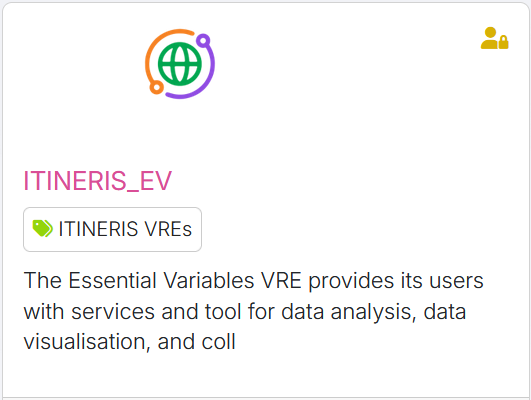 ITINERIS_EV
ITINERIS VREs
The Essential Variables VRE provides its users
with services and tool for data analysis, data
visualisation, and coll